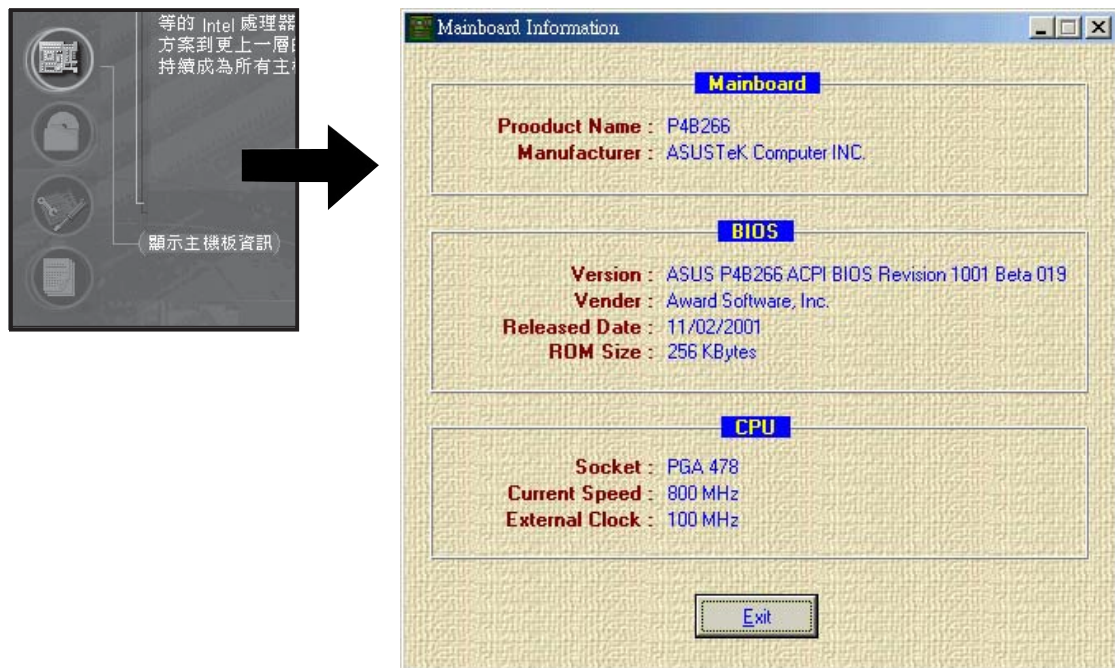 等的 Intel 處理器
方案到更上一層
持續成為所有主
顯示主機板資訊
Mainboard Information
Mainboard
Prooduct Name : P4B266
Manufacturer : ASUSTeK Computer INC.
BIOS
Version : ASUS P4B266 ACPI BIOS Revision 1001 Beta 019
Vender : Award Software, Inc.
Released Date : 11/02/2001
ROM Size : 256 KBytes
CPU
Socket : PGA 478
Current Speed : 800 MHz
External Clock : 100 MHz
Exit